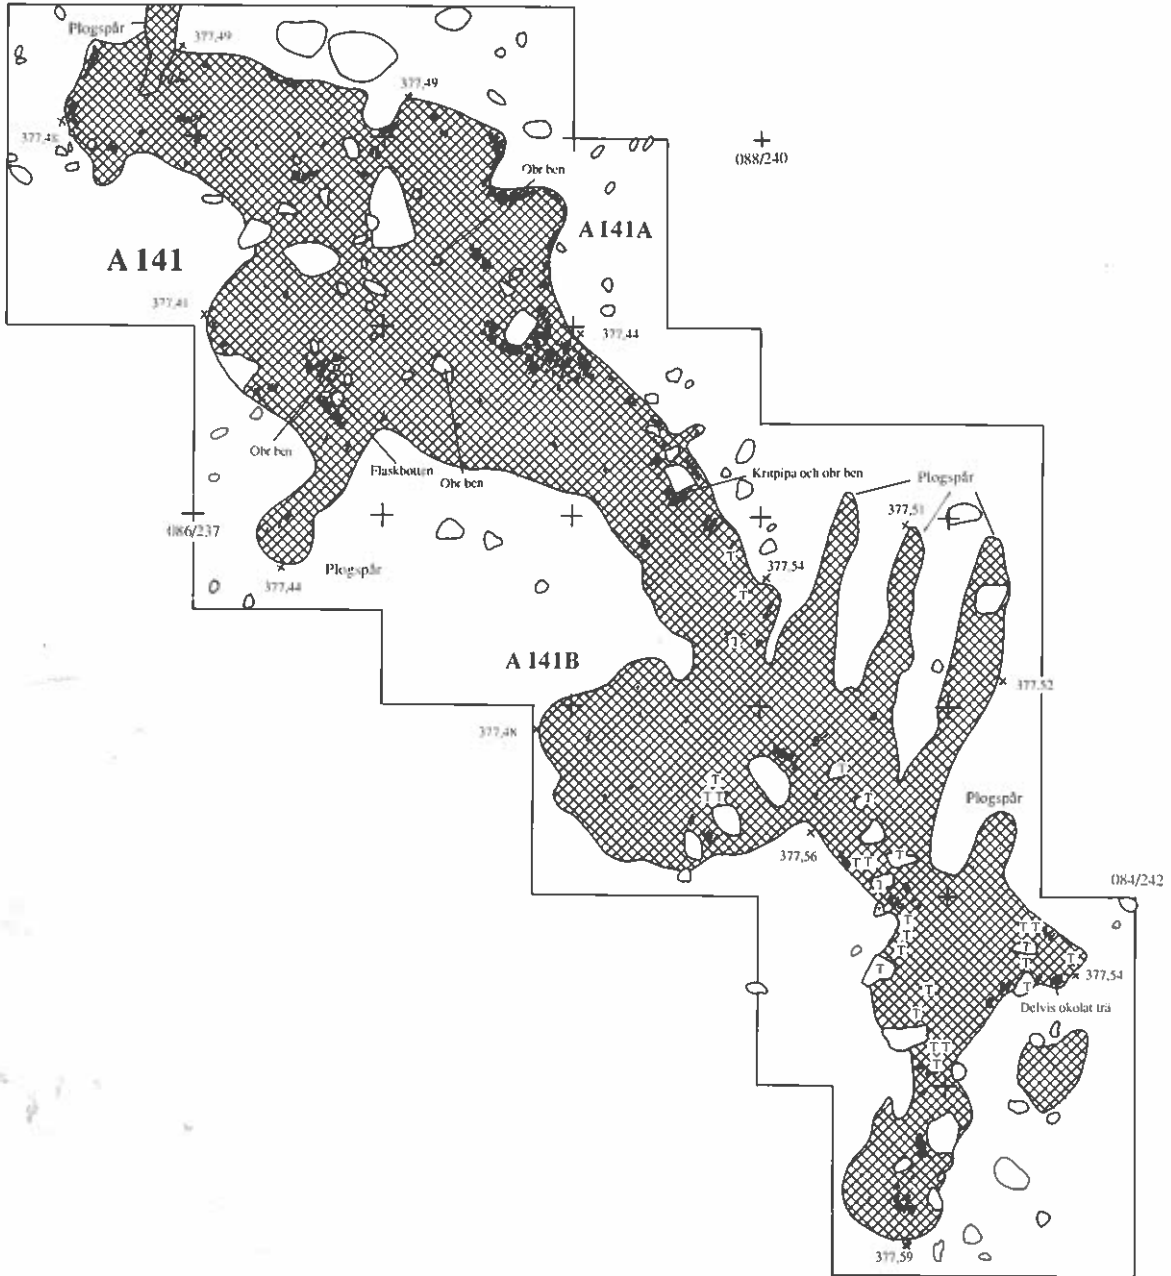 Plogspår
377,49
377,49
377,48
088/240
Obr ben
A 141A
A 141
377,41
377,44
Obr ben
Flaskbotten
Obr ben
Kritpipa och obr ben
Plogspår
377,51
086/237
377,44
Plogspår
377,54
T
T
T
A 141B
377,52
377,48
T
T
T T
T
Plogspår
377,56
T T
T
T
084/242
T
T
T
T
T T
T
T
T
T
377,54
T
T
T
Delvis okolat trä
T T
T
377,59